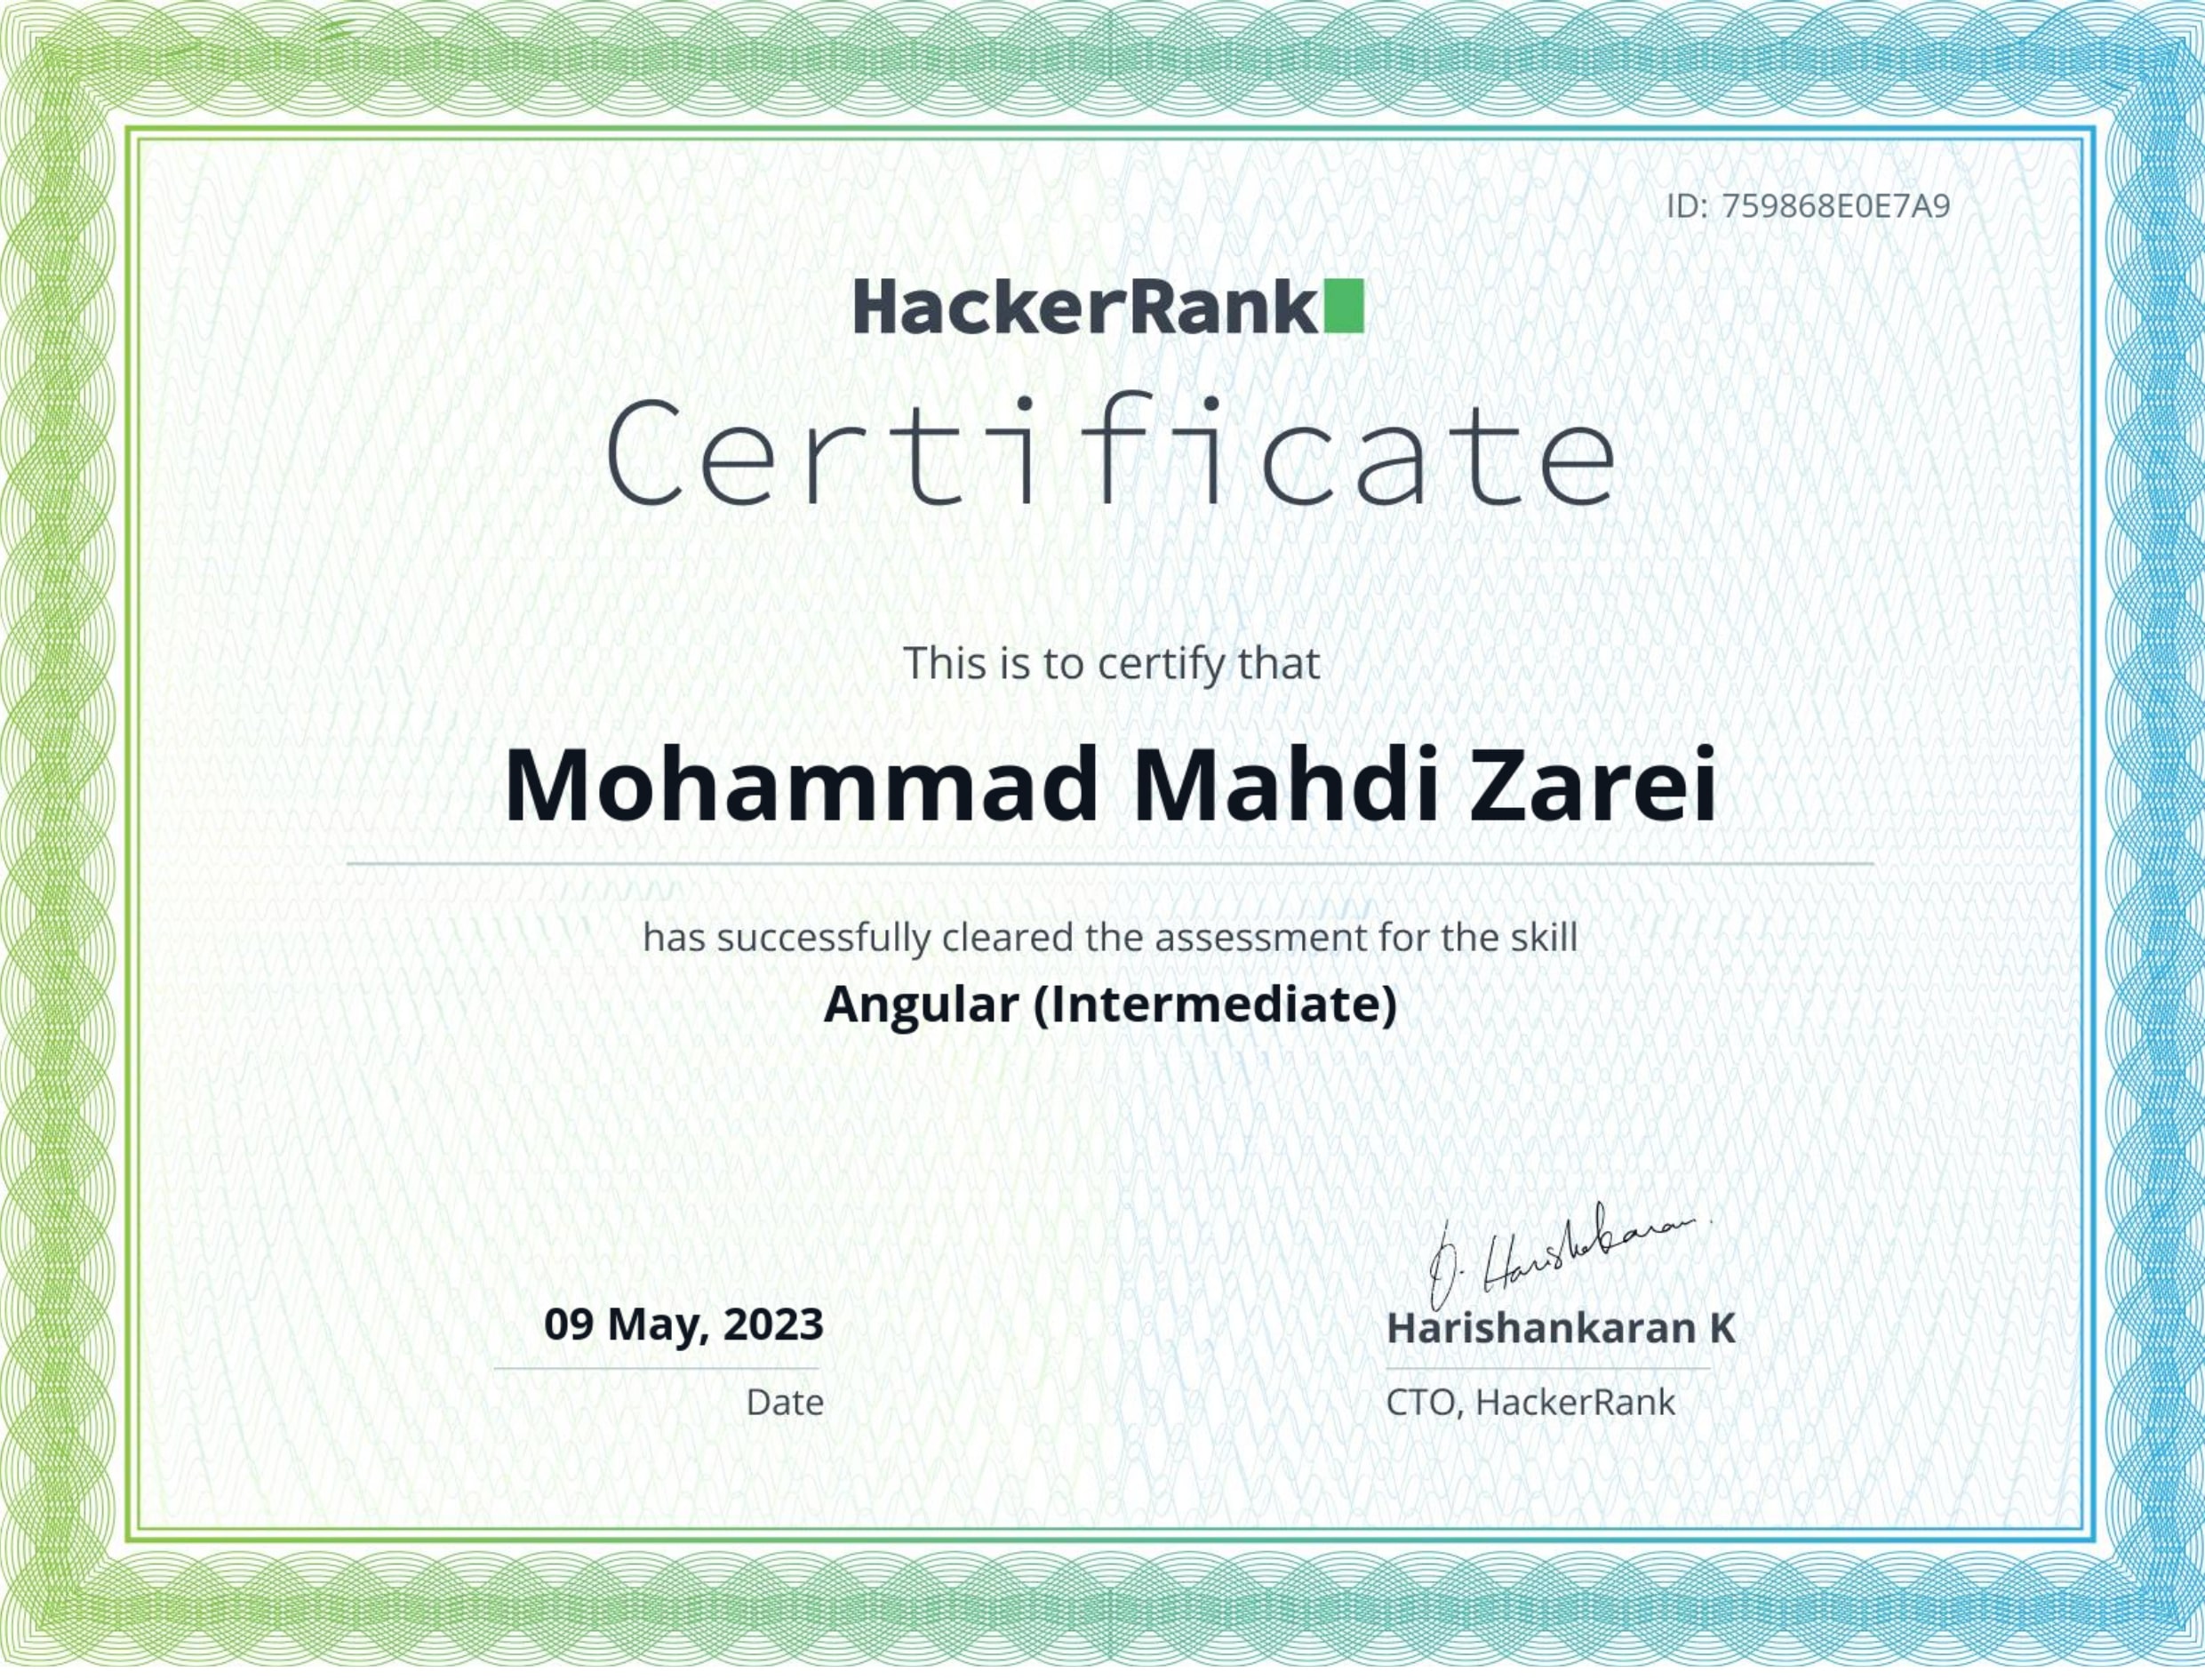 ID: 759868E0E7A9
HackerRank
Certificate
This is to certify that
Mohammad Mahdi Zarei
has successfully cleared the assessment for the skill
Angular (Intermediate)
09 May, 2023
Date
Harishankaran K
CTO, HackerRank